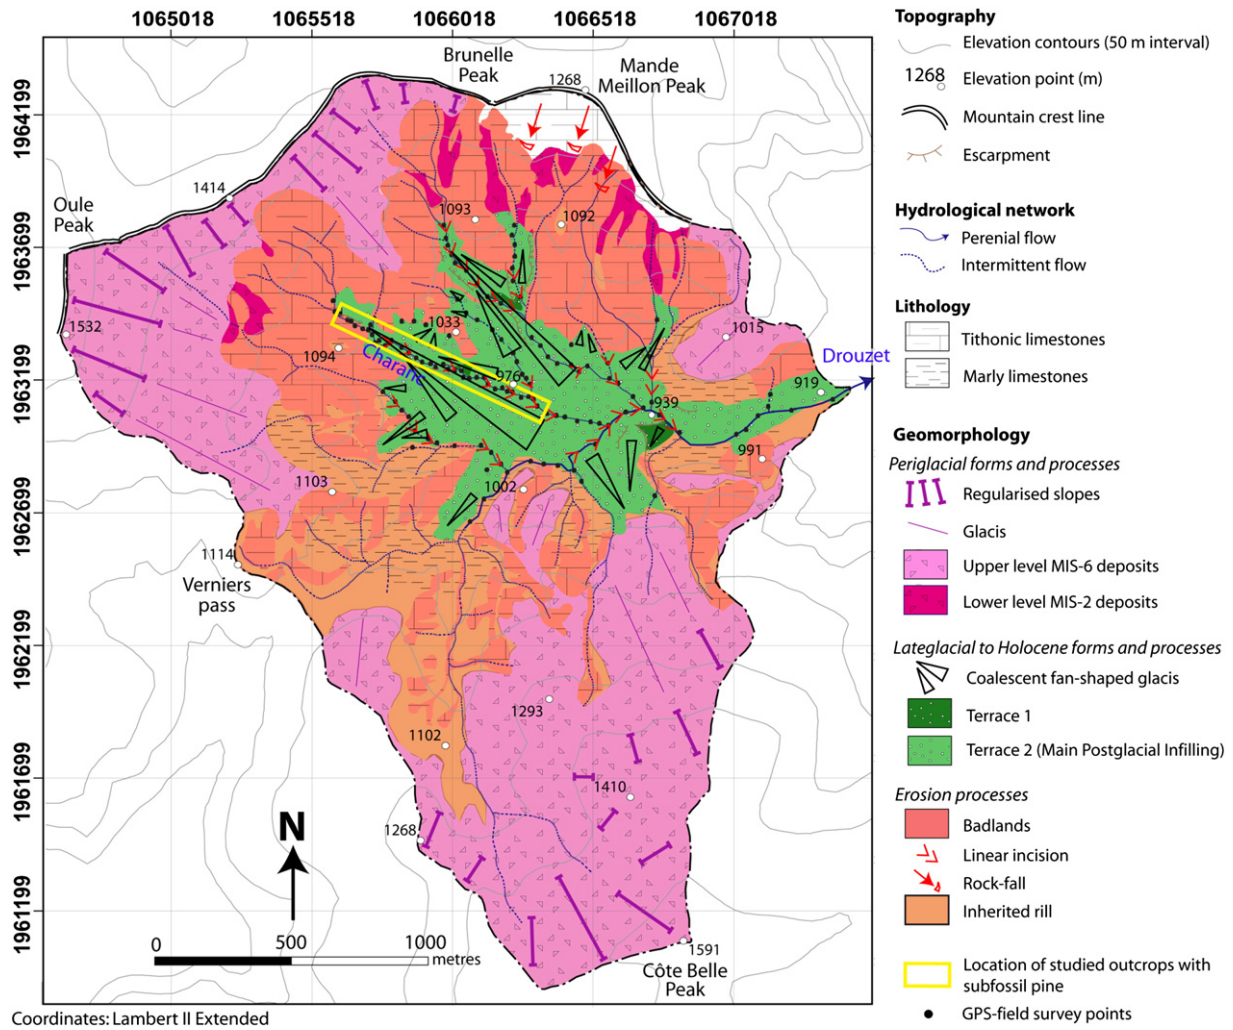 1065018 1065518 1066018 1066518 1067018
1964199
1963699
1963199
1962699
1962199
1961699
1961199
Brunelle
Peak
1268
Mande
Meillon Peak
1414
Oule
Peak
1093
1092
1532
1033
1015
1094
Charane
976
Drouzet
919
939
991
1103
1002
1114
Verniers
pass
1293
1102
1410
1268
N
0 500 1000
metres
1591
Côte Belle
Peak
Coordinates: Lambert II Extended
Topography
Elevation contours (50 m interval)
1268 Elevation point (m)
Mountain crest line
Escarpment
Hydrological network
Perenial flow
Intermittent flow
Lithology
Tithonic limestones
Marly limestones
Geomorphology
Periglacial forms and processes
Regularised slopes
Glacis
Upper level MIS-6 deposits
Lower level MIS-2 deposits
Lateglacial to Holocene forms and processes
Coalescent fan-shaped glacis
Terrace 1
Terrace 2 (Main Postglacial Infilling)
Erosion processes
Badlands
Linear incision
Rock-fall
Inherited rill
Location of studied outcrops with
subfossil pine
GPS-field survey points